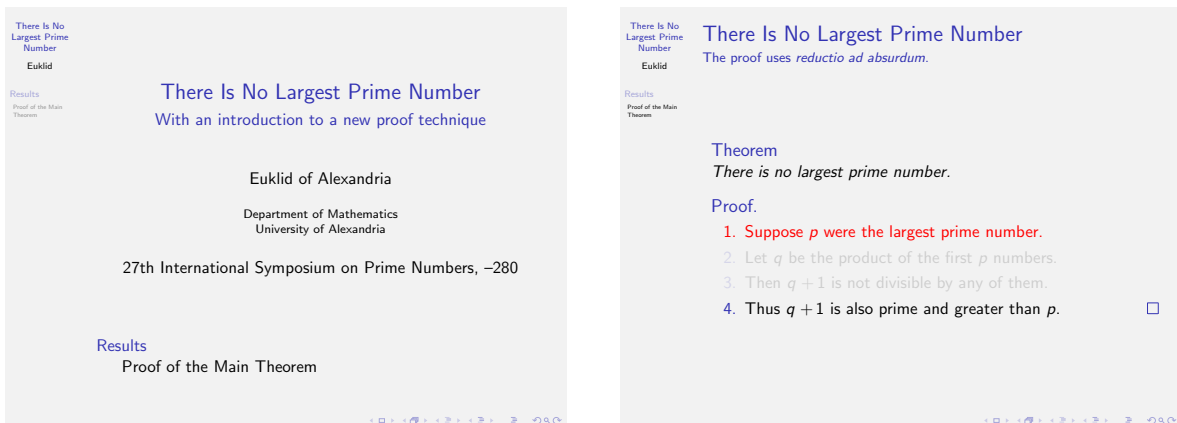 There Is No
Largest Prime
Number
Euklid
Results
Proof of the Main
Theorem
There Is No Largest Prime Number
With an introduction to a new proof technique
Euklid of Alexandria
Department of Mathematics
University of Alexandria
27th International Symposium on Prime Numbers, –280
Results
Proof of the Main Theorem
There Is No
Largest Prime
Number
Euklid
Results
Proof of the Main
Theorem
There Is No Largest Prime Number
The proof uses reductio ad absurdum.
Theorem
There is no largest prime number.
Proof.
1. Suppose p were the largest prime number.
2. Let q be the product of the first p numbers.
3. Then q + 1 is not divisible by any of them.
4. Thus q + 1 is also prime and greater than p. □